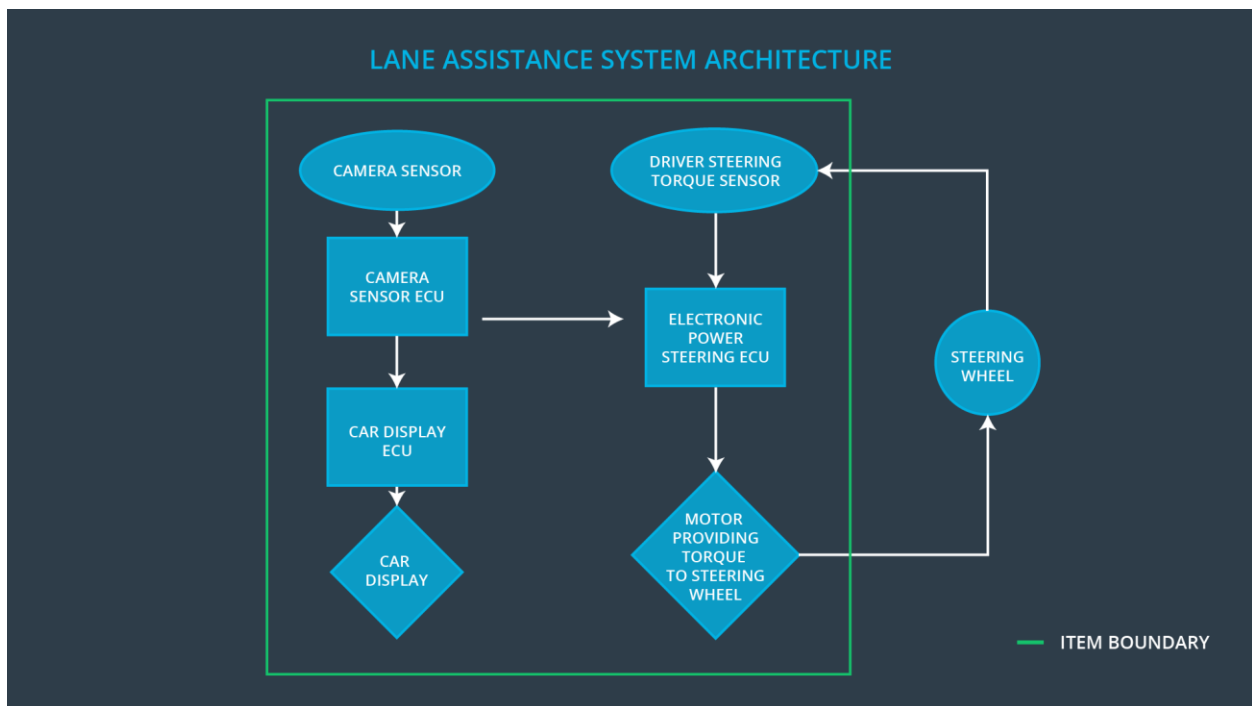 LANE ASSISTANCE SYSTEM ARCHITECTURE
CAMERA SENSOR
DRIVER STEERING
TORQUE SENSOR
CAMERA
SENSOR ECU
ELECTRONIC
POWER
STEERING ECU
STEERING
WHEEL
CAR DISPLAY
ECU
CAR
DISPLAY
MOTOR
PROVIDING
TORQUE
TO STEERING
WHEEL
ITEM BOUNDARY